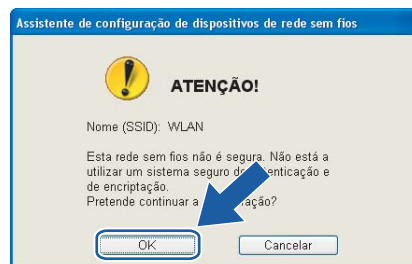 Assistente de configuração de dispositivos de rede sem fios
ATENÇÃO!
Nome (SSID): WLAN
Esta rede sem fios não é segura. Não está a
utilizar um sistema seguro de e
de encriptação.
Pretende continuar a
OK
Cancelar